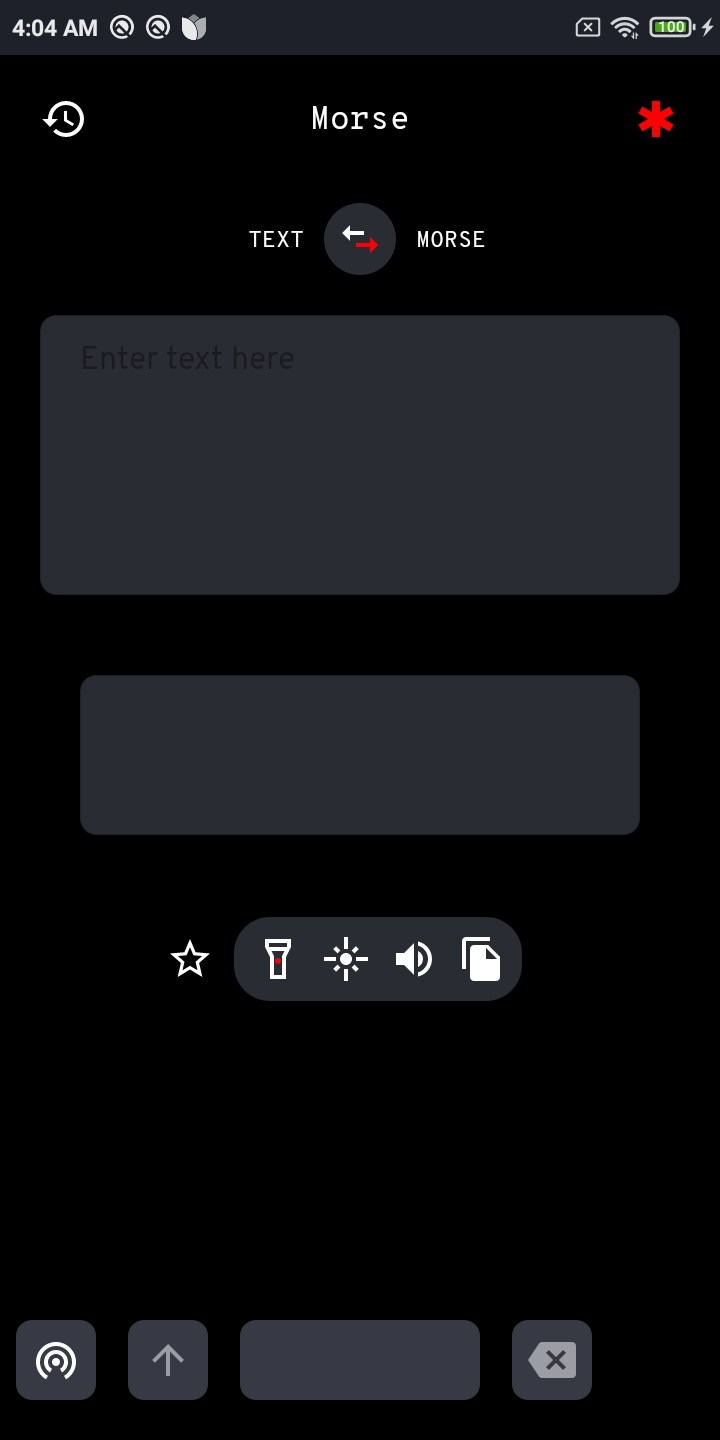 4:04 AM
100
Morse
TEXT
MORSE
Enter text here